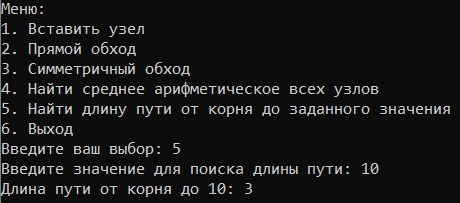 Меню:
1. Вставить узел
2. Прямой обход
3. Симметричный обход
4. Найти среднее арифметическое всех узлов
5. Найти длину пути от корня до заданного значения
6. Выход
Введите ваш выбор: 5
Введите значение для поиска длины пути: 10
Длина пути от корня до 10: 3